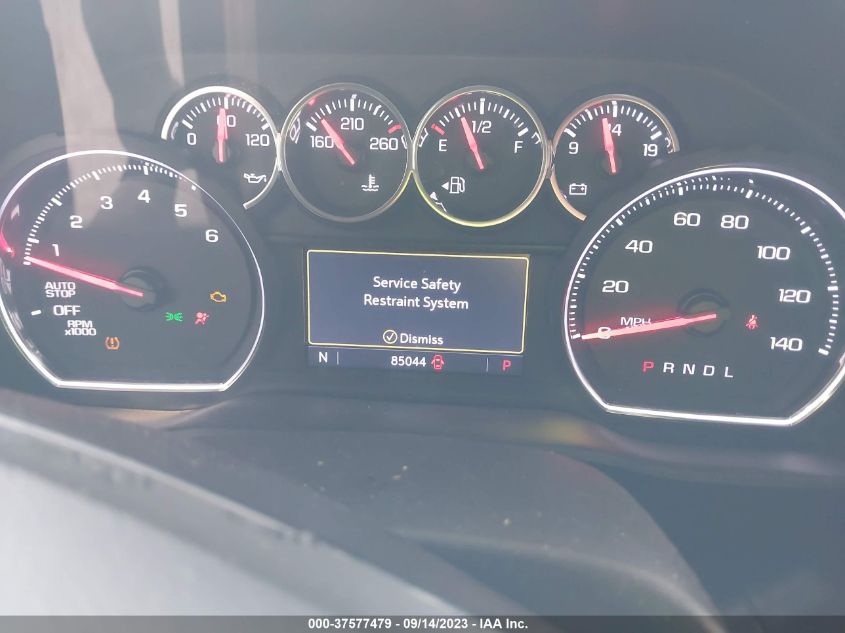 0 80 120
160 210 260
E 1/2 F
9 14 19
1 2 3 4 5 6
AUTO
STOP
OFF
RPM
x1000
Service Safety
Restraint System
Dismiss
N 85044 P
0 20 40 60 80 100 120 140
MPH
P R N D L
000-37577479 - 09/14/2023 - IAA Inc.